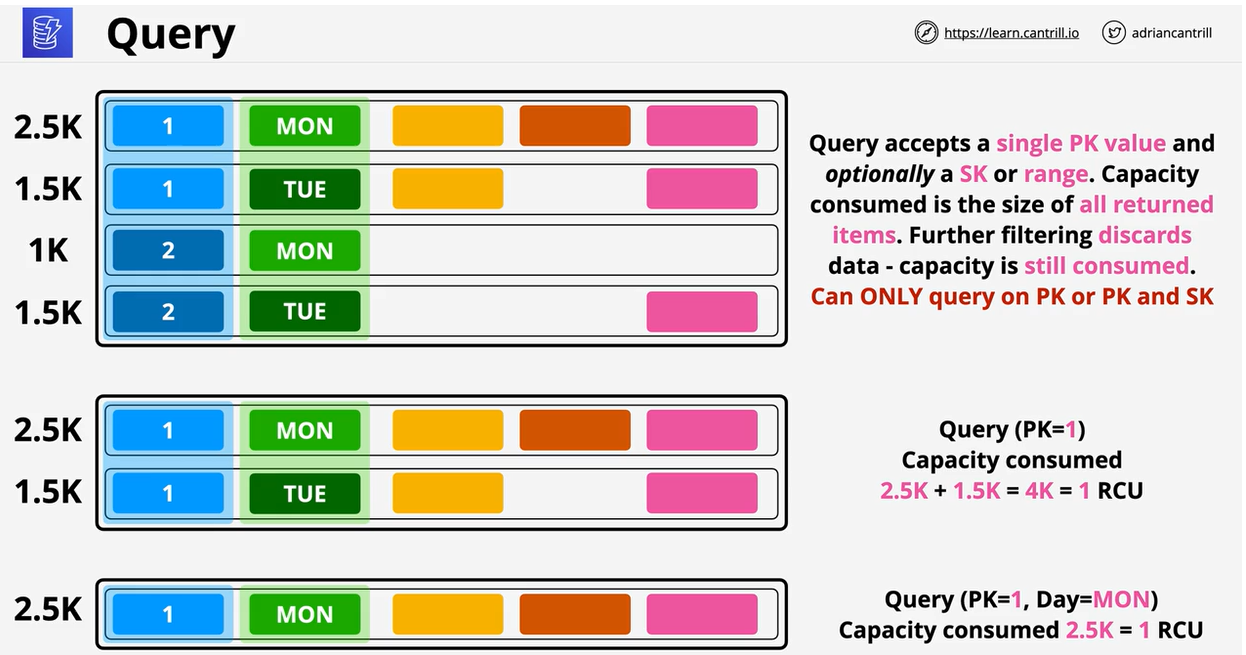 Query
https://learn.cantrill.io
adriancantrill
2.5K 1 MON
1.5K 1 TUE
1K 2 MON
1.5K 2 TUE
Query accepts a single PK value and
optionally a SK or range. Capacity
consumed is the size of all returned
items. Further filtering discards
data - capacity is still consumed.
Can ONLY query on PK or PK and SK
2.5K 1 MON
1.5K 1 TUE
Query (PK=1)
Capacity consumed
2.5K + 1.5K = 4K = 1 RCU
2.5K 1 MON
Query (PK=1, Day=MON)
Capacity consumed 2.5K = 1 RCU